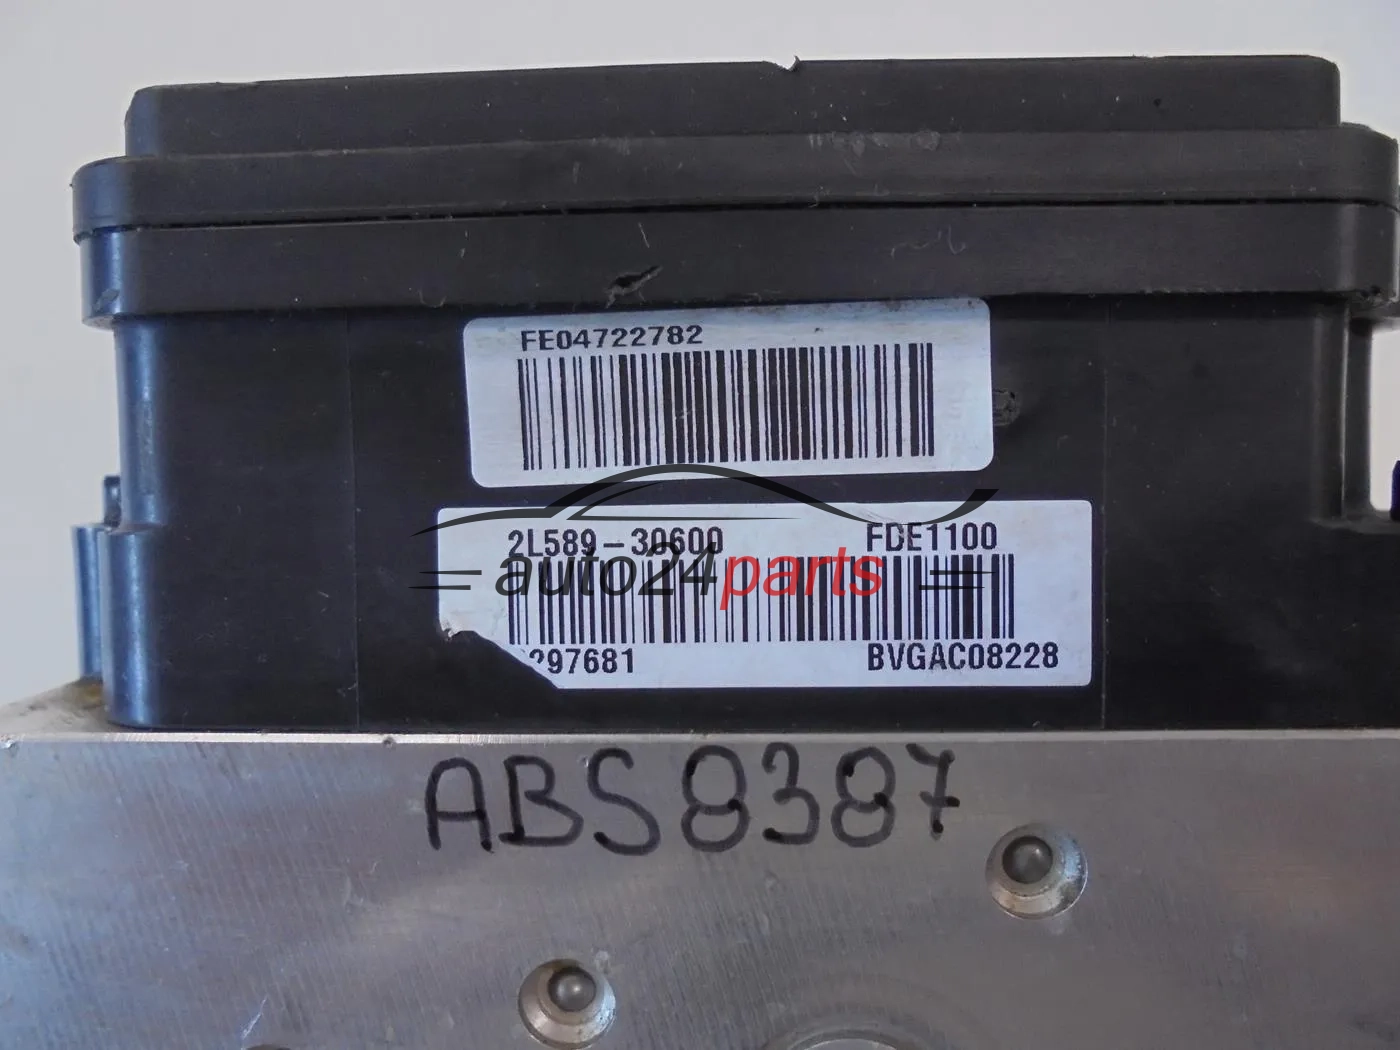 FE04722782
2L589-30600 FDE1100
auto24parts
297681 BVGAC08228
ABS8387